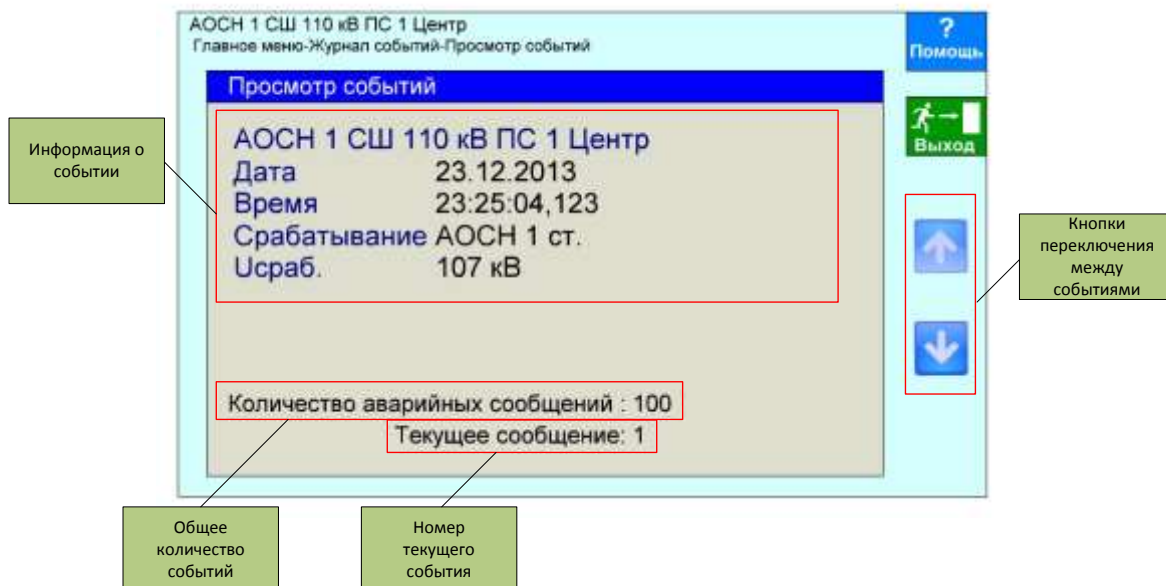 АОСН 1 СШ 110 кВ ПС 1 Центр
Главное меню-Журнал событий-Просмотр событий
?
Помощь
Просмотр событий
Выход
АОСН 1 СШ 110 кВ ПС 1 Центр
Дата 23.12.2013
Время 23:25:04,123
Срабатывание АОСН 1 ст.
Uсраб. 107 кВ
Информация о
событии
Кнопки
переключения
между
событиями
Количество аварийных сообщений : 100
Текущее сообщение: 1
Общее
количество
событий
Номер
текущего
события